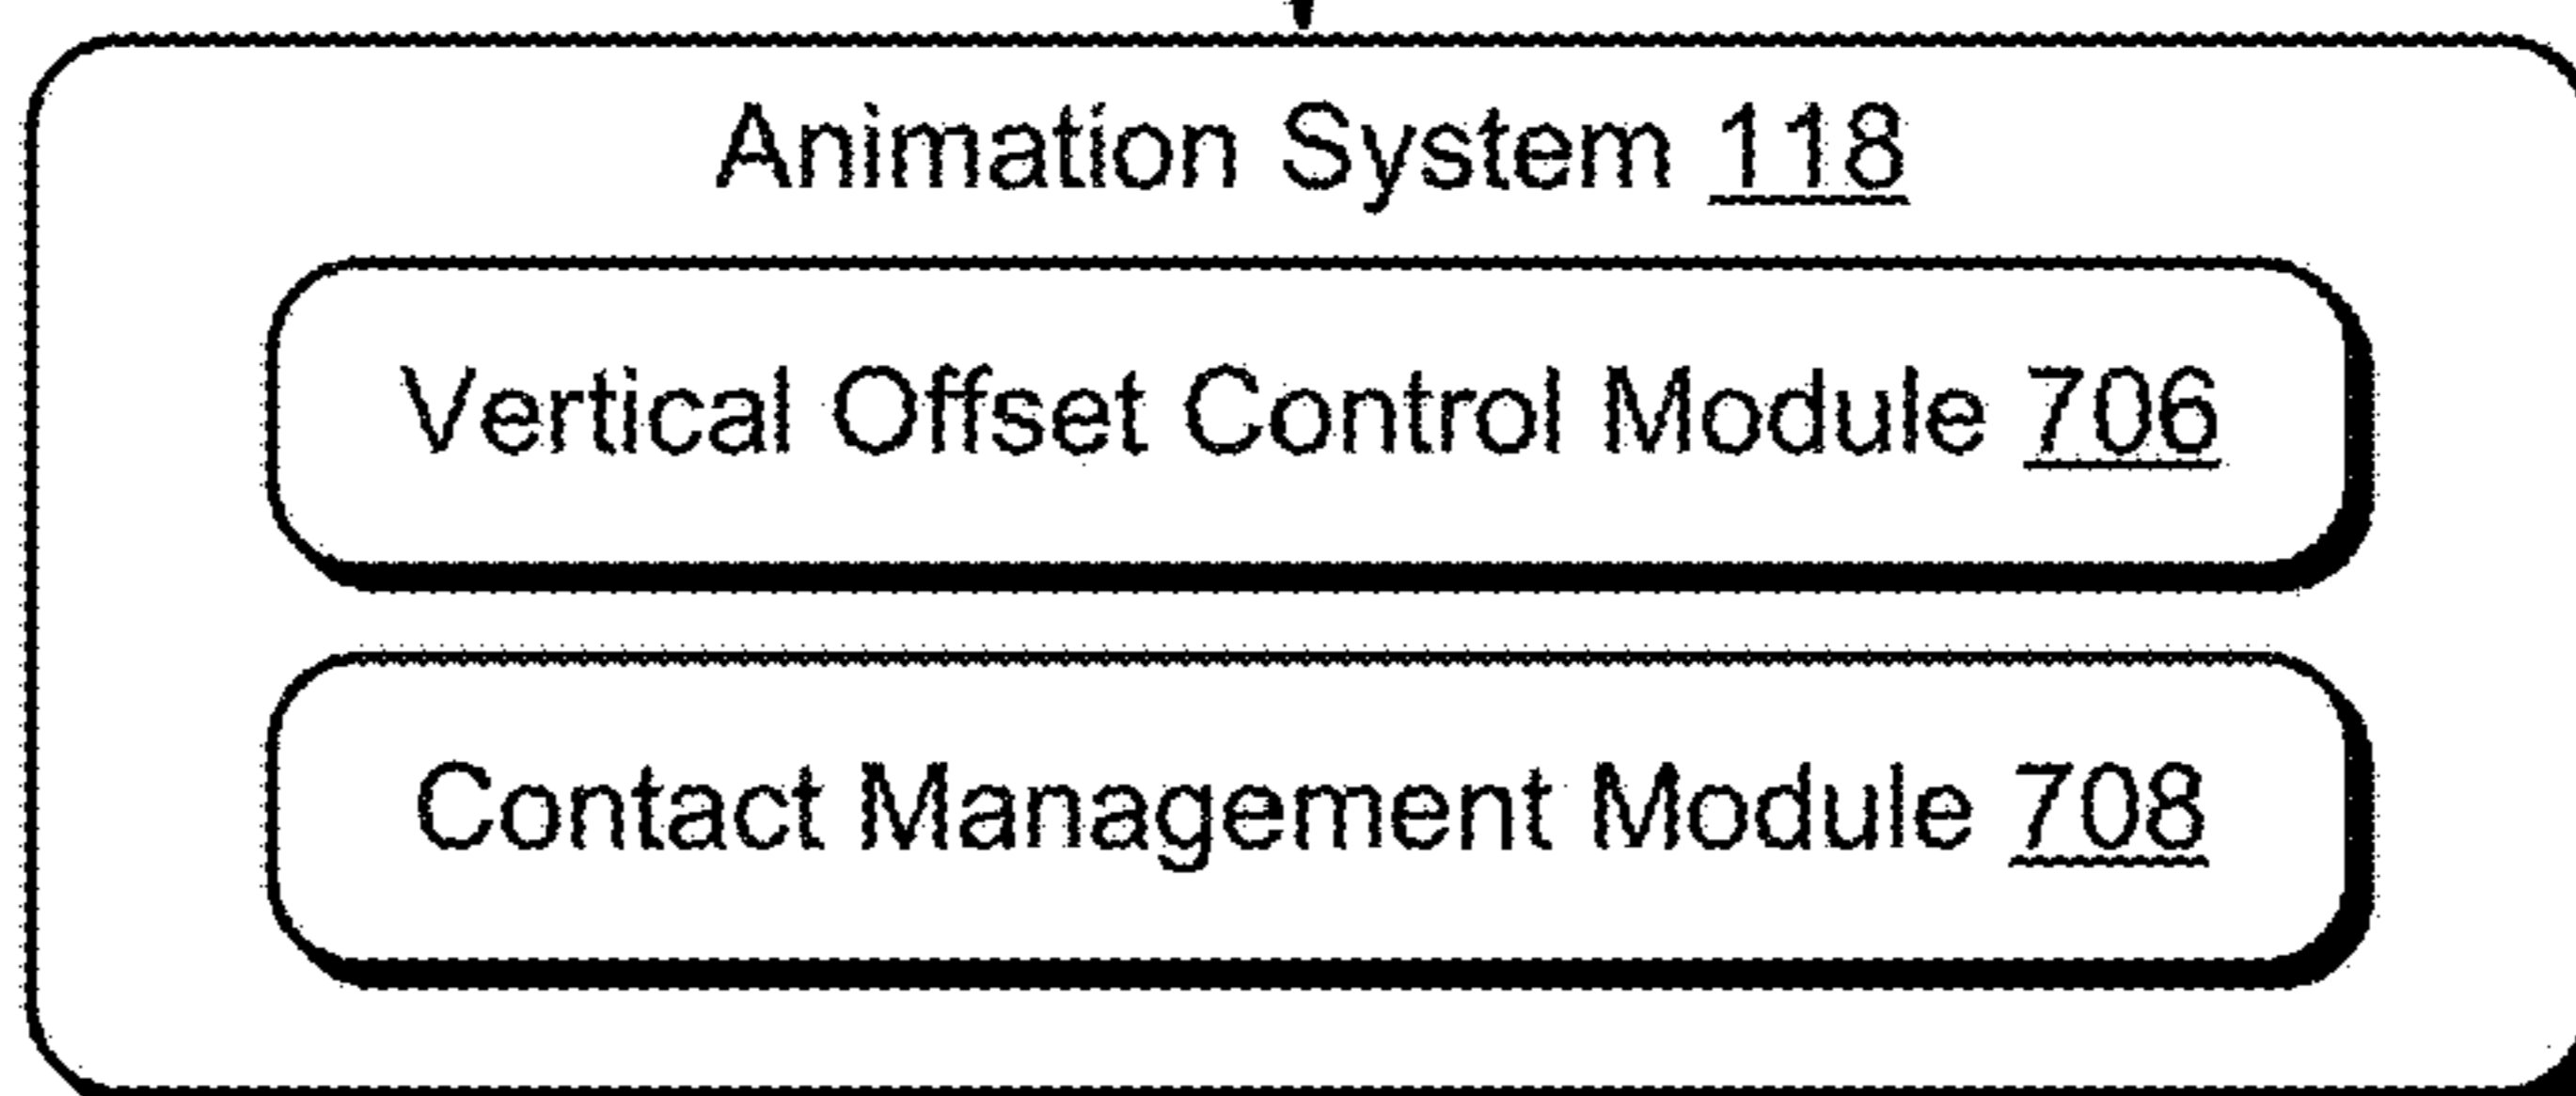 Animation System 118
Vertical Offset Control Module 706
Contact Management Module 708